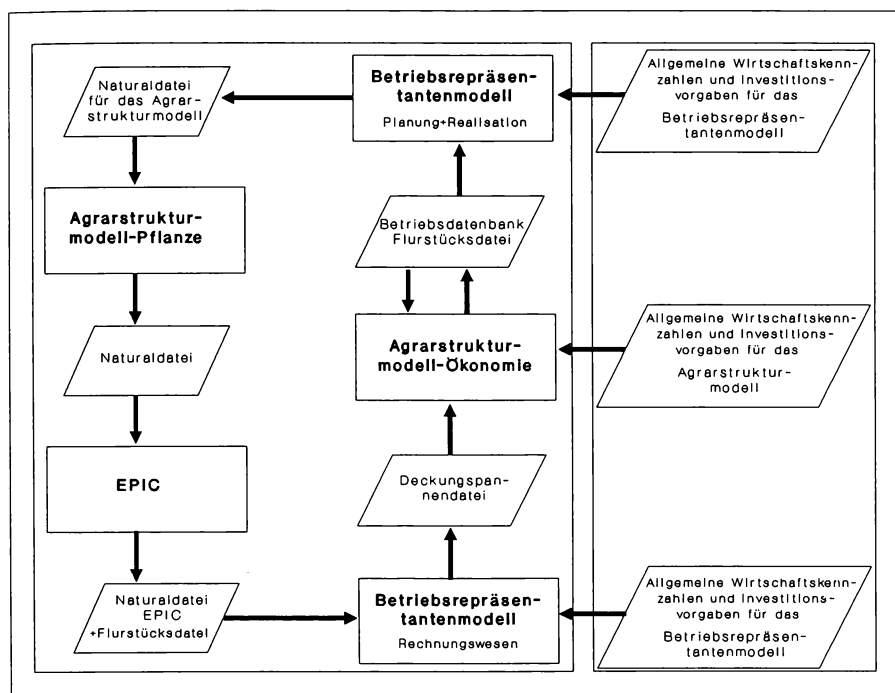 Naturaldatei
für das Agrar-
strukturmodell
Betriebsrepräsen-
tantenmodell
Planung+Realisation
Allgemeine Wirtschaftskenn-
zahlen und Investitions-
vorgaben für das
Betriebsrepräsen-
tantenmodell
Agrarstruktur-
modell-Pflanze
Betriebsdatenbank
Flurstücksdatei
Naturaldatei
Agrarstruktur-
modell-Ökonomie
Allgemeine Wirtschaftskenn-
zahlen und Investitions-
vorgaben für das
Agrarstruktur-
modell
EPIC
Deckungspan-
nendatei
Naturaldatei
EPIC
+Flurstücksdatei
Betriebsrepräsen-
tantenmodell
Rechnungswesen
Allgemeine Wirtschaftskenn-
zahlen und Investitions-
vorgaben für das
Betriebsrepräsen-
tantenmodell